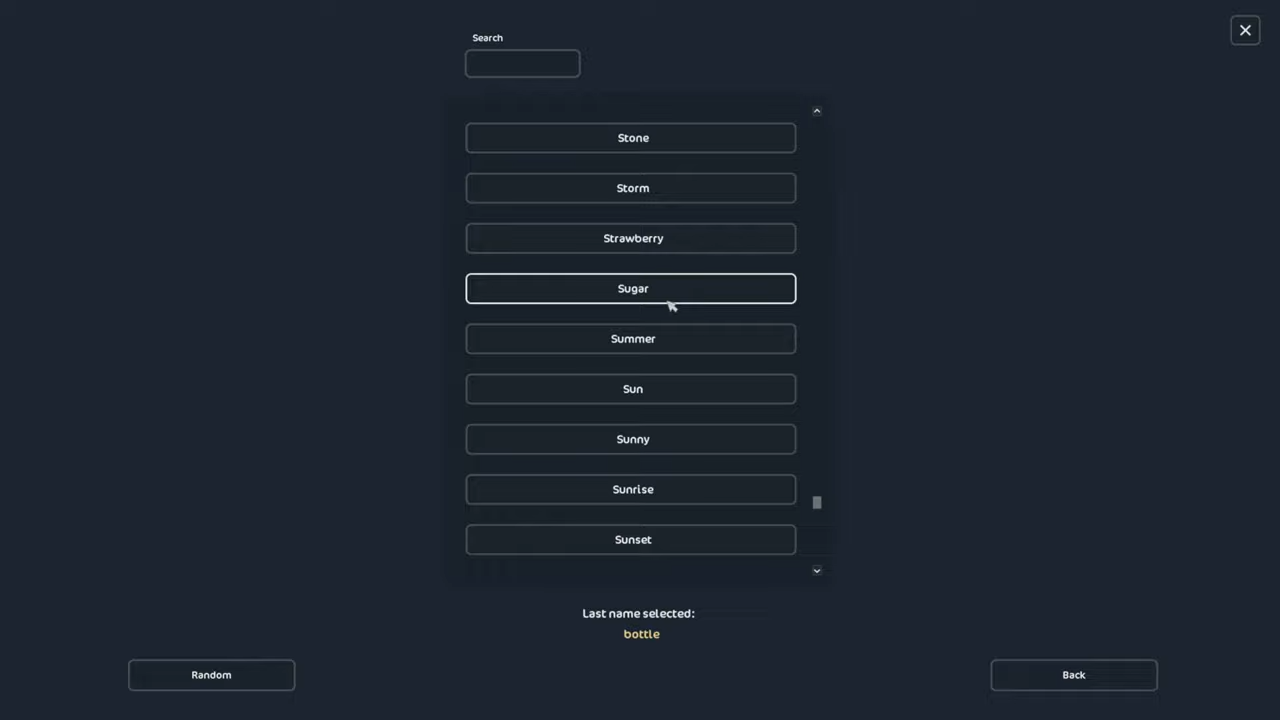 Search
Stone
Storm
Strawberry
Sugar
Summer
Sun
Sunny
Sunrise
Sunset
Last name selected:
bottle
Random
Back